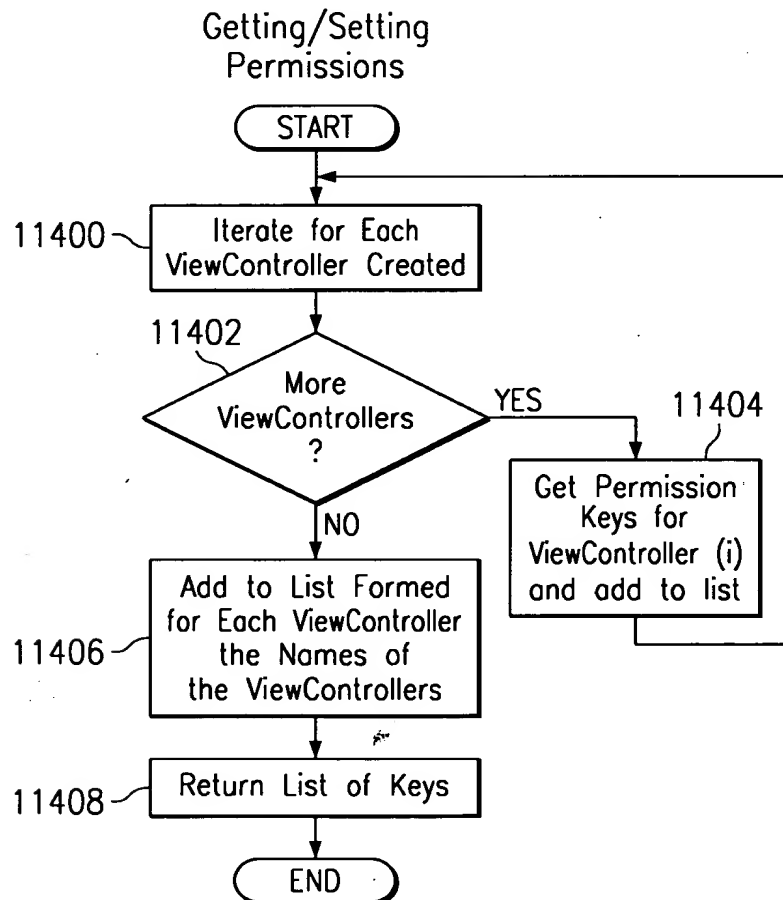 Getting/Setting
Permissions
START
11400
Iterate for Each
ViewController Created
11402
More
ViewControllers
?
YES
11404
Get Permission
Keys for
ViewController (i)
and add to list
NO
11406
Add to List Formed
for Each ViewController
the Names of
the ViewControllers
11408
Return List of Keys
END